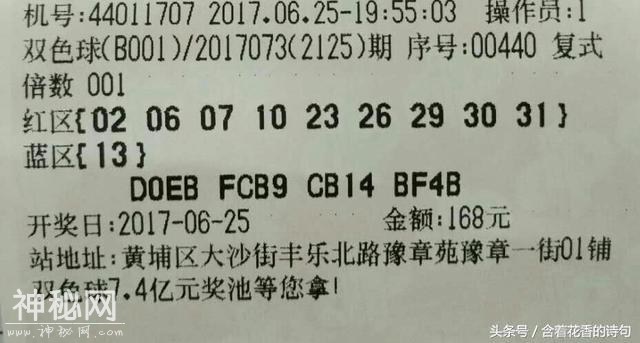 机号:44011707 2017.06.25-19:55:03 操作员:1
双色球(B001)/2017073(2125)期 序号:00440 复式
倍数 001
红区{02 06 07 10 23 26 29 30 31}
蓝区{13}
D0EB FCB9 CB14 BF4B
开奖日:2017-06-25 金额:168元
站地址:黄埔区大沙街丰乐北路豫章苑豫章一街01铺
双色球7.4亿元奖池等您拿!
神秘网
www.神秘网.com
头条号 / 含着花香的诗句